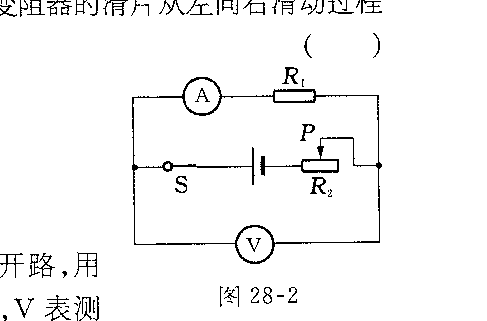 变阻器的滑片从左向右滑动过程
( )
A
R₁
P
S
R₂
V
开路,用
,V 表测
图 28-2